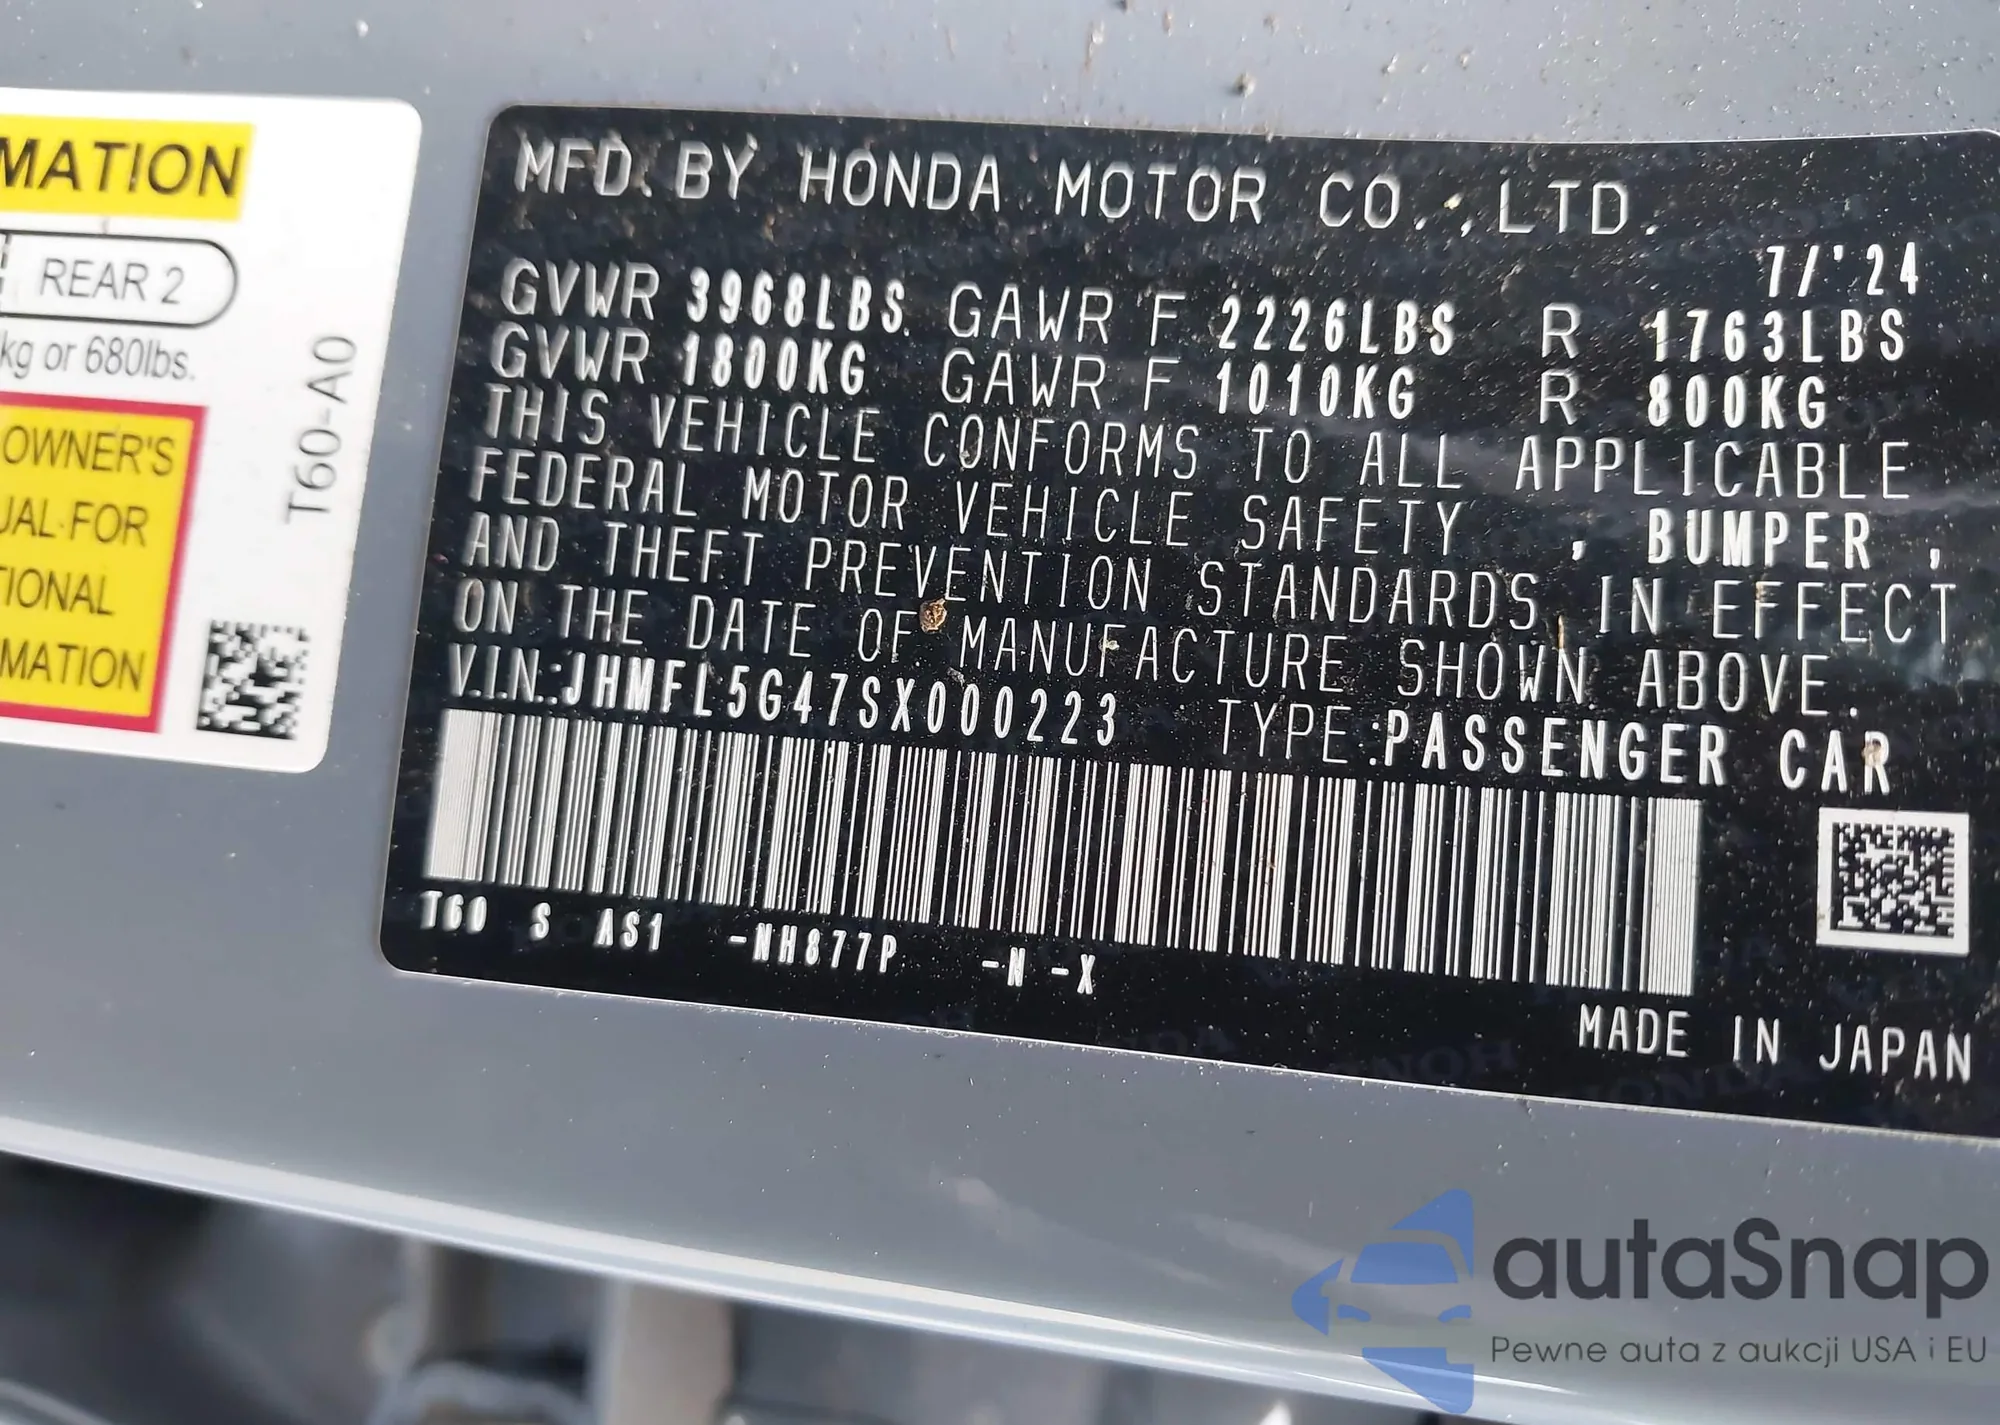 MATION
REAR 2
kg or 680lbs.
OWNER'S
UAL FOR
TIONAL
MATION
T60-A0
MFD. BY HONDA MOTOR CO.,LTD.
7/'24
GVWR 3968LBS. GAWR F 2226LBS R 1763LBS
GVWR 1800KG GAWR F 1010KG R 800KG
THIS VEHICLE CONFORMS TO ALL APPLICABLE
FEDERAL MOTOR VEHICLE SAFETY , BUMPER ,
AND THEFT PREVENTION STANDARDS IN EFFECT
ON THE DATE OF MANUFACTURE SHOWN ABOVE.
V.I.N.:JHMFL5G47SX000223 TYPE:PASSENGER CAR
T60 S AS1 -NH877P -N -X
MADE IN JAPAN
autaSnap
Pewne auta z aukcji USA i EU